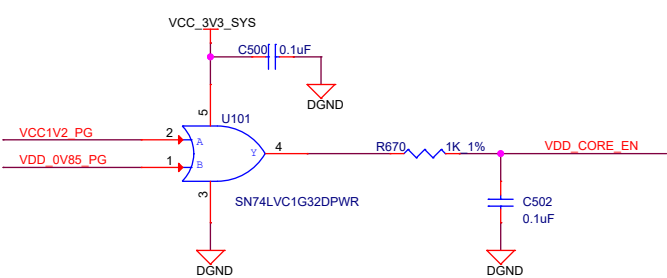 VCC_3V3_SYS
C500 0.1uF
DGND
5
U101
VCC1V2_PG 2 A
Y 4 R670 1K_1% VDD_CORE_EN
VDD_0V85_PG 1 B
3
SN74LVC1G32DPWR
C502
0.1uF
DGND DGND